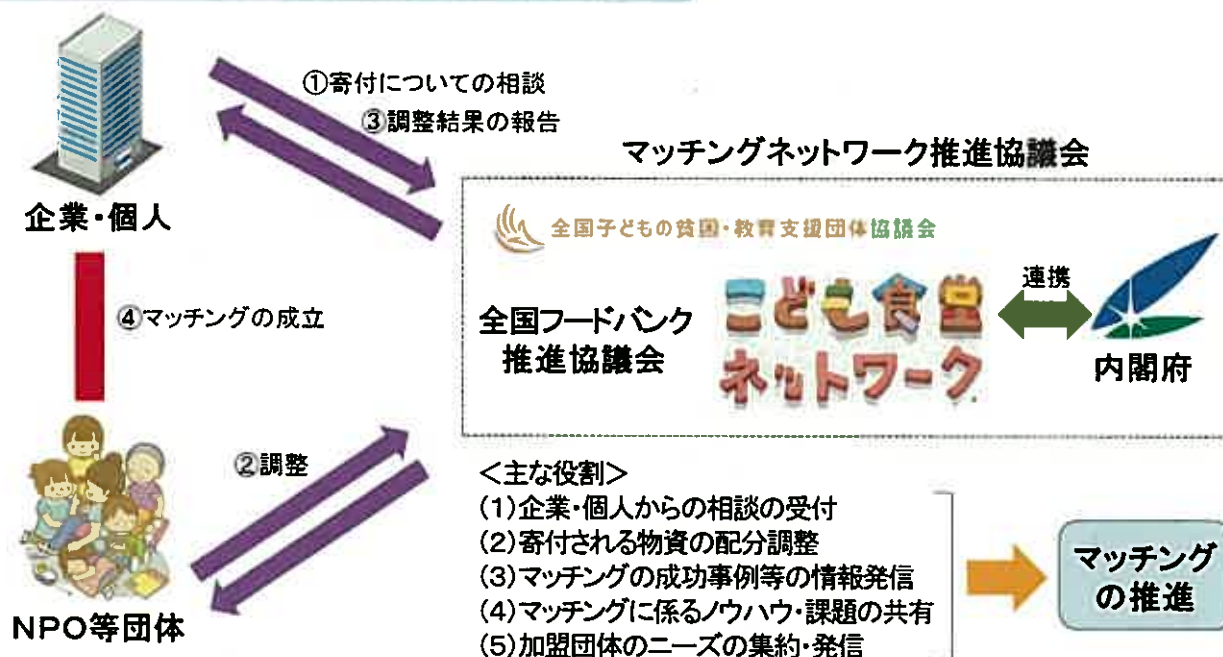 ①寄付についての相談
③調整結果の報告
企業・個人
④マッチングの成立
②調整
NPO等団体
マッチングネットワーク推進協議会
全国子どもの貧困・教育支援団体協議会
全国フードバンク
推進協議会
こども食堂
ネットワーク
連携
内閣府
＜主な役割＞
(1)企業・個人からの相談の受付
(2)寄付される物資の配分調整
(3)マッチングの成功事例等の情報発信
(4)マッチングに係るノウハウ・課題の共有
(5)加盟団体のニーズの集約・発信
マッチング
の推進